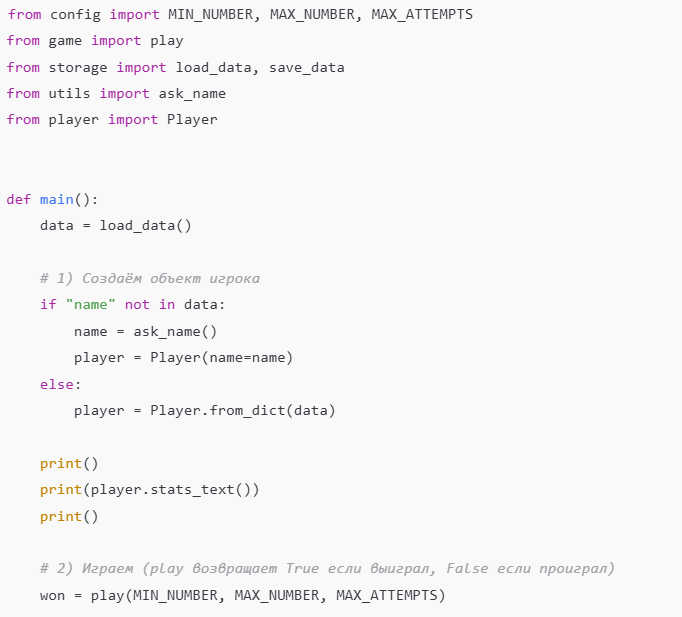 from config import MIN_NUMBER, MAX_NUMBER, MAX_ATTEMPTS
from game import play
from storage import load_data, save_data
from utils import ask_name
from player import Player
def main():
    data = load_data()
    # 1) Создаём объект игрока
    if "name" not in data:
        name = ask_name()
        player = Player(name=name)
    else:
        player = Player.from_dict(data)
    print()
    print(player.stats_text())
    print()
    # 2) Играем (play возвращает True если выиграл, False если проиграл)
    won = play(MIN_NUMBER, MAX_NUMBER, MAX_ATTEMPTS)